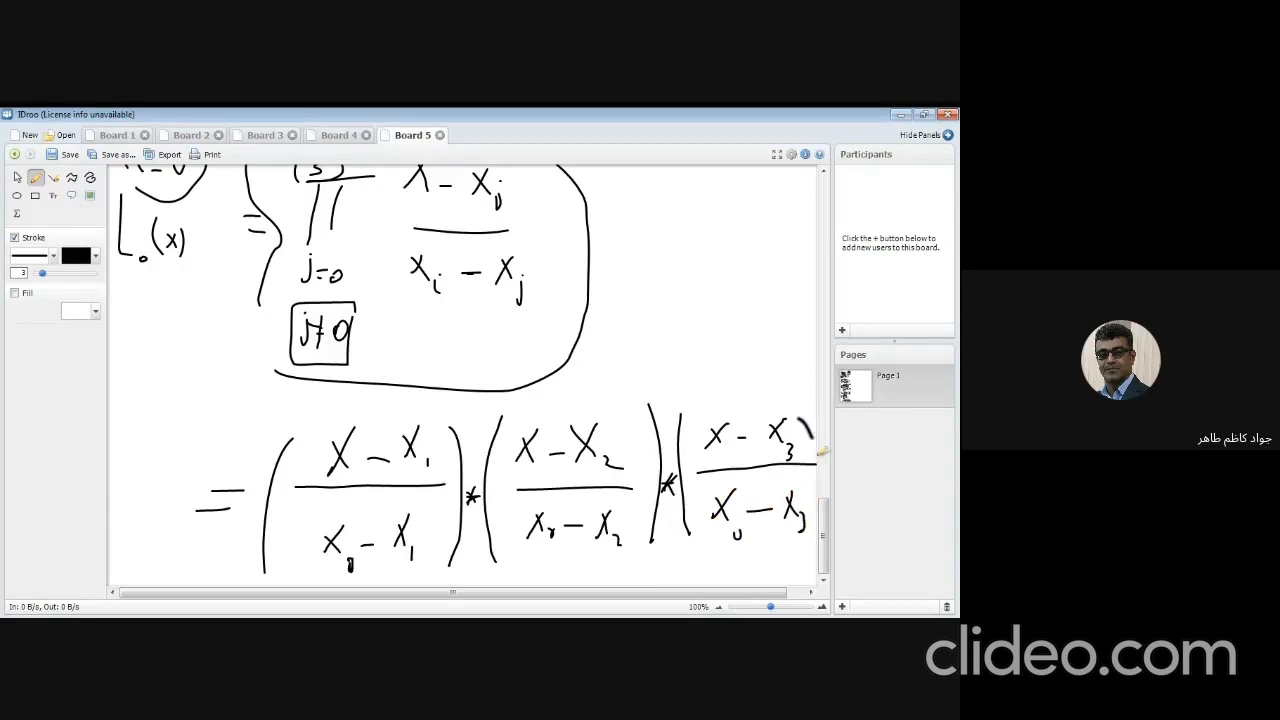 IDroo (License info unavailable)
New Open Board 1 Board 2 Board 3 Board 4 Board 5 Hide Panels
Save Save as... Export Print
Participants
Click the + button below to
add new users to this board.
Pages
Page 1
Stroke
3
Fill
L₀(x) = (3) ∏ j=0 j≠0 X - Xj / Xi - Xj
= (X - X₁ / X₀ - X₁) * (X - X₂ / X₀ - X₂) * (X - X₃ / X₀ - X₃
In: 0 B/s, Out: 0 B/s
100%
جواد كاظم طاهر
clideo.com